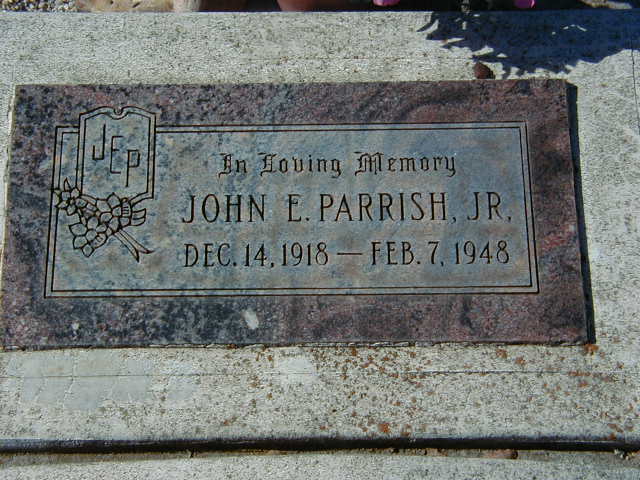 JEP
In Loving Memory
JOHN E. PARRISH, JR.
DEC. 14, 1918 — FEB. 7, 1948